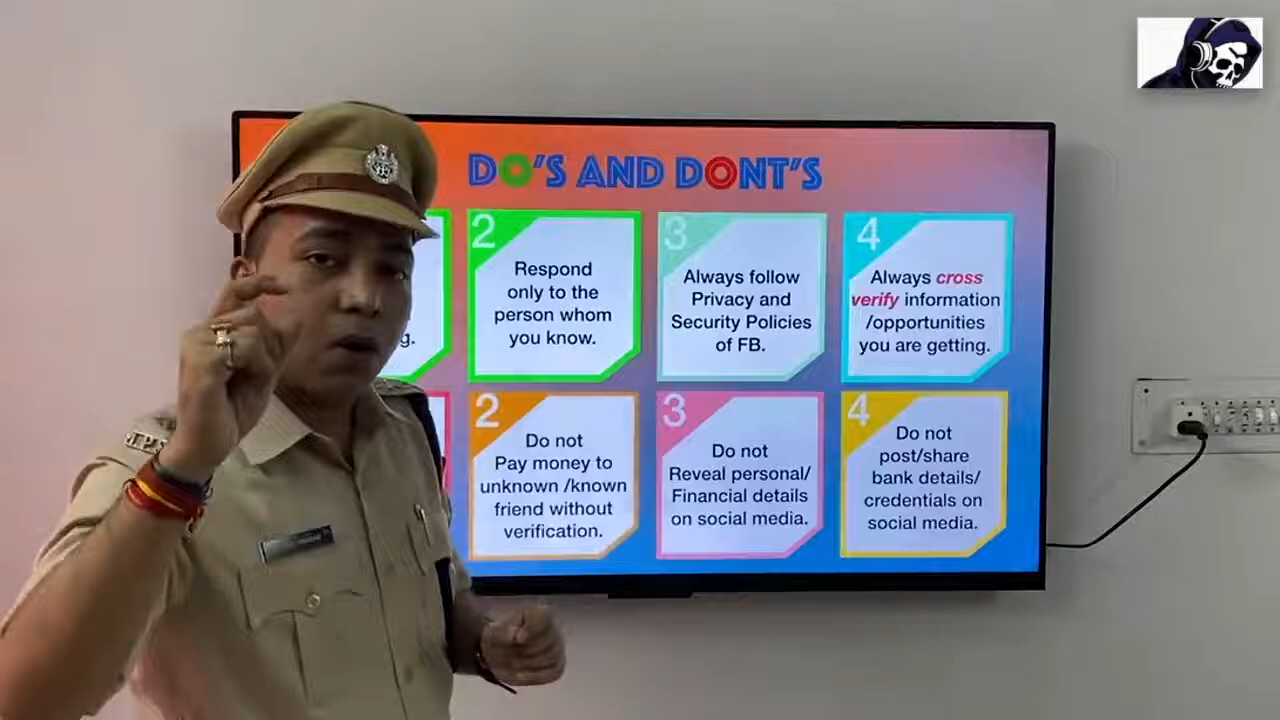 DO'S AND DONT'S
g.
2
Respond
only to the
person whom
you know.
3
Always follow
Privacy and
Security Policies
of FB.
4
Always cross
verify information
/opportunities
you are getting.
2
Do not
Pay money to
unknown /known
friend without
verification.
3
Do not
Reveal personal/
Financial details
on social media.
4
Do not
post/share
bank details/
credentials on
social media.